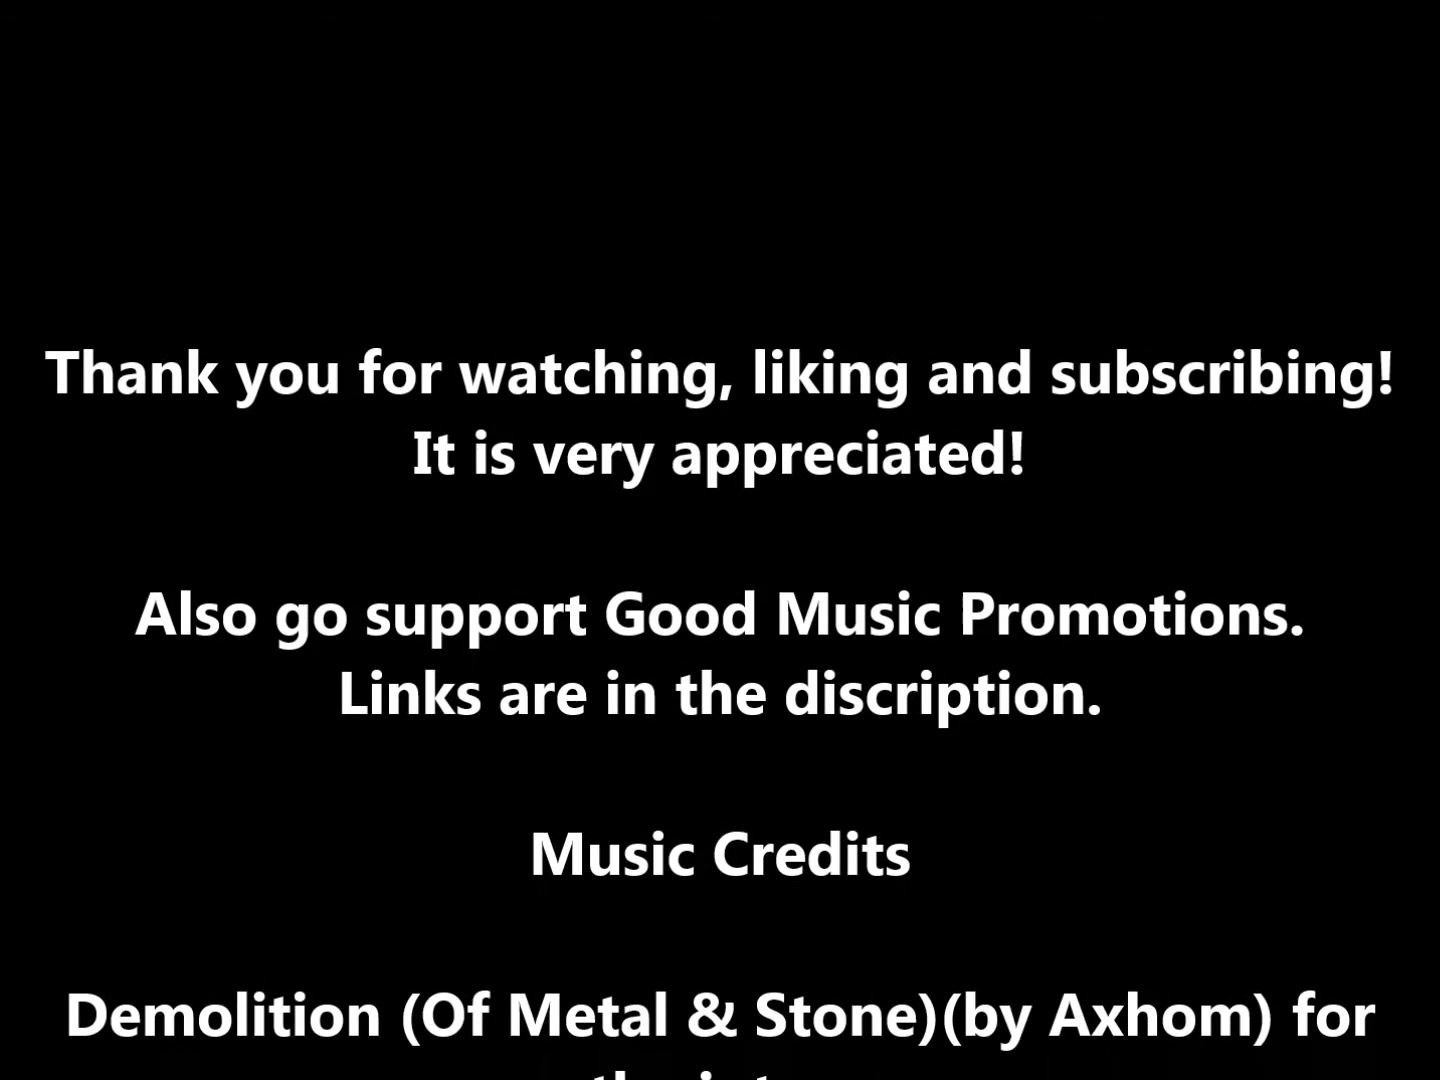 Thank you for watching, liking and subscribing!
It is very appreciated!
Also go support Good Music Promotions.
Links are in the discription.
Music Credits
Demolition (Of Metal & Stone)(by Axhom) for